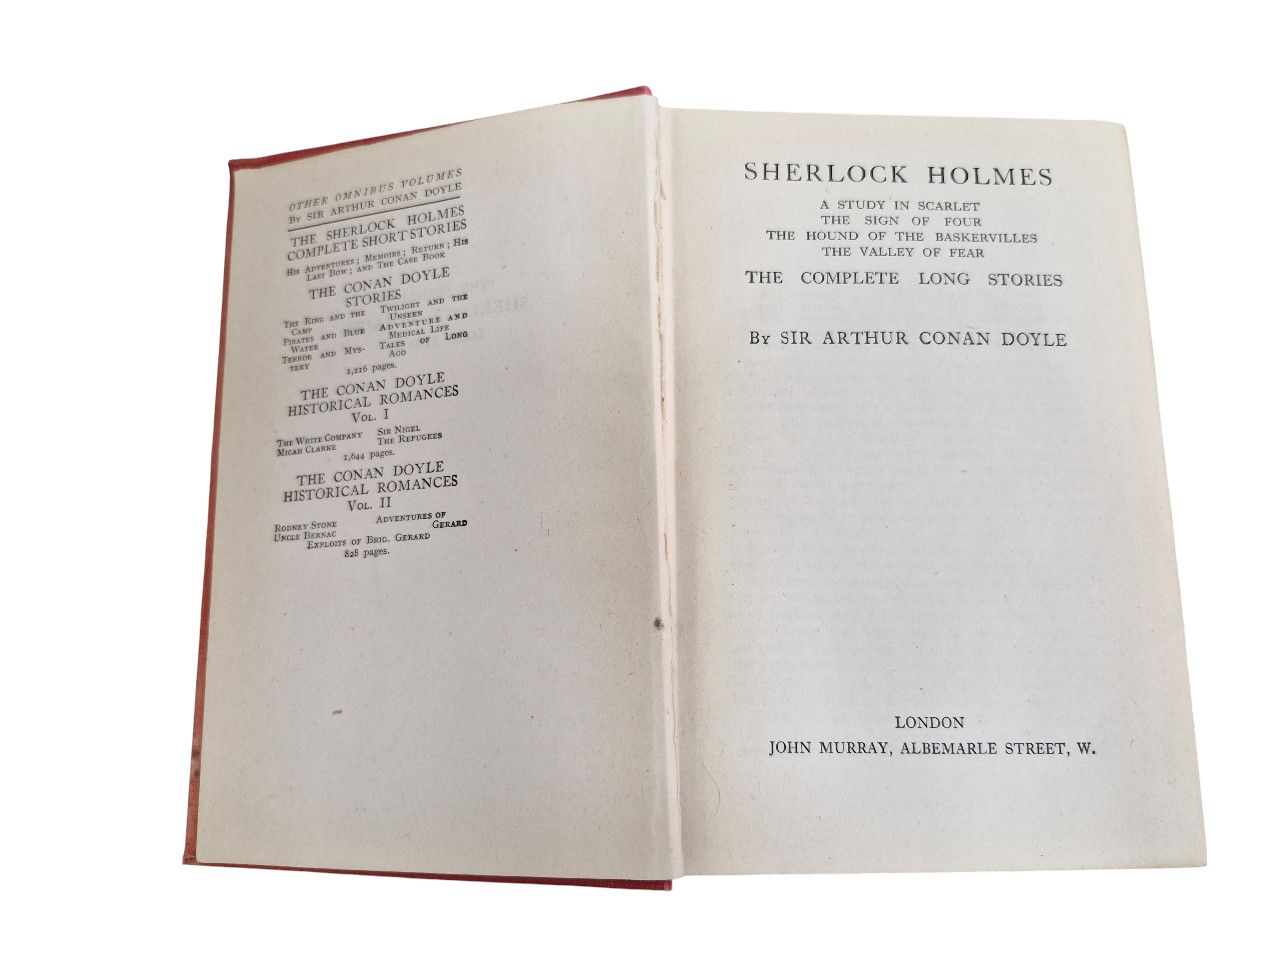 OTHER OMNIBUS VOLUMES
By SIR ARTHUR CONAN DOYLE
THE SHERLOCK HOLMES
COMPLETE SHORT STORIES
His Adventures; Memoirs; Return; His
Last Bow; and The Case Book
THE CONAN DOYLE
STORIES
The Ring and the
Camp
Pirates and Blue
Water
Terror and Mys-
tery
Twilight and the
Unseen
Adventure and
Medical Life
Tales of Long
Ago
1,216 pages.
THE CONAN DOYLE
HISTORICAL ROMANCES
Vol. I
The White Company
Micah Clarke
Sir Nigel
The Refugees
1,644 pages.
THE CONAN DOYLE
HISTORICAL ROMANCES
Vol. II
Rodney Stone
Uncle Bernac
Adventures of
Gerard
Exploits of Brig. Gerard
828 pages.
SHERLOCK HOLMES
A STUDY IN SCARLET
THE SIGN OF FOUR
THE HOUND OF THE BASKERVILLES
THE VALLEY OF FEAR
THE COMPLETE LONG STORIES
By SIR ARTHUR CONAN DOYLE
LONDON
JOHN MURRAY, ALBEMARLE STREET, W.